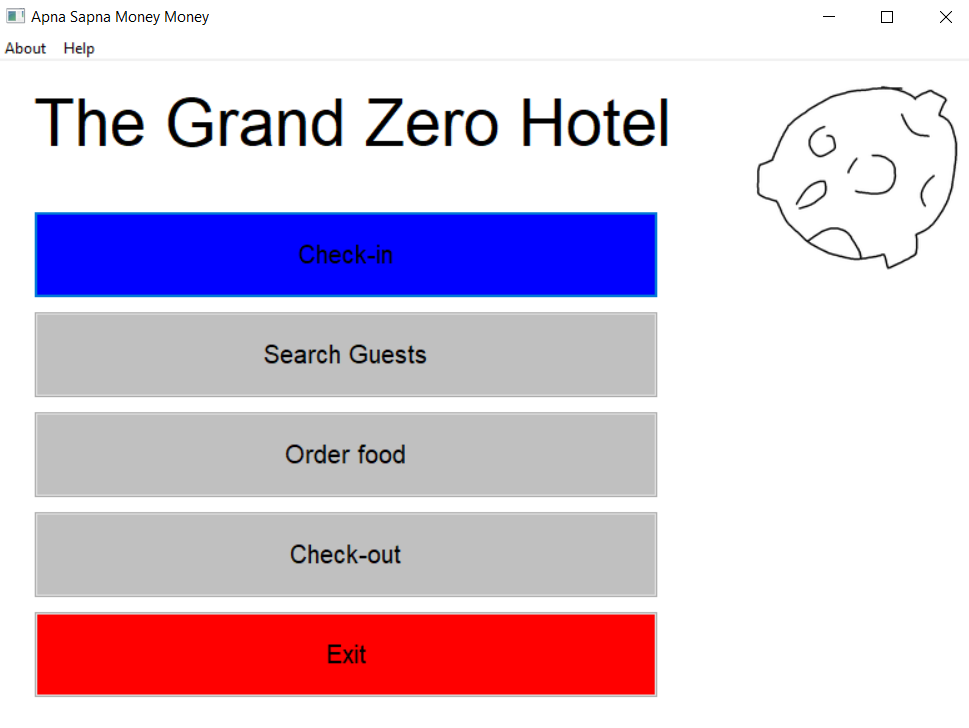 Apna Sapna Money Money
About Help
The Grand Zero Hotel
Check-in
Search Guests
Order food
Check-out
Exit